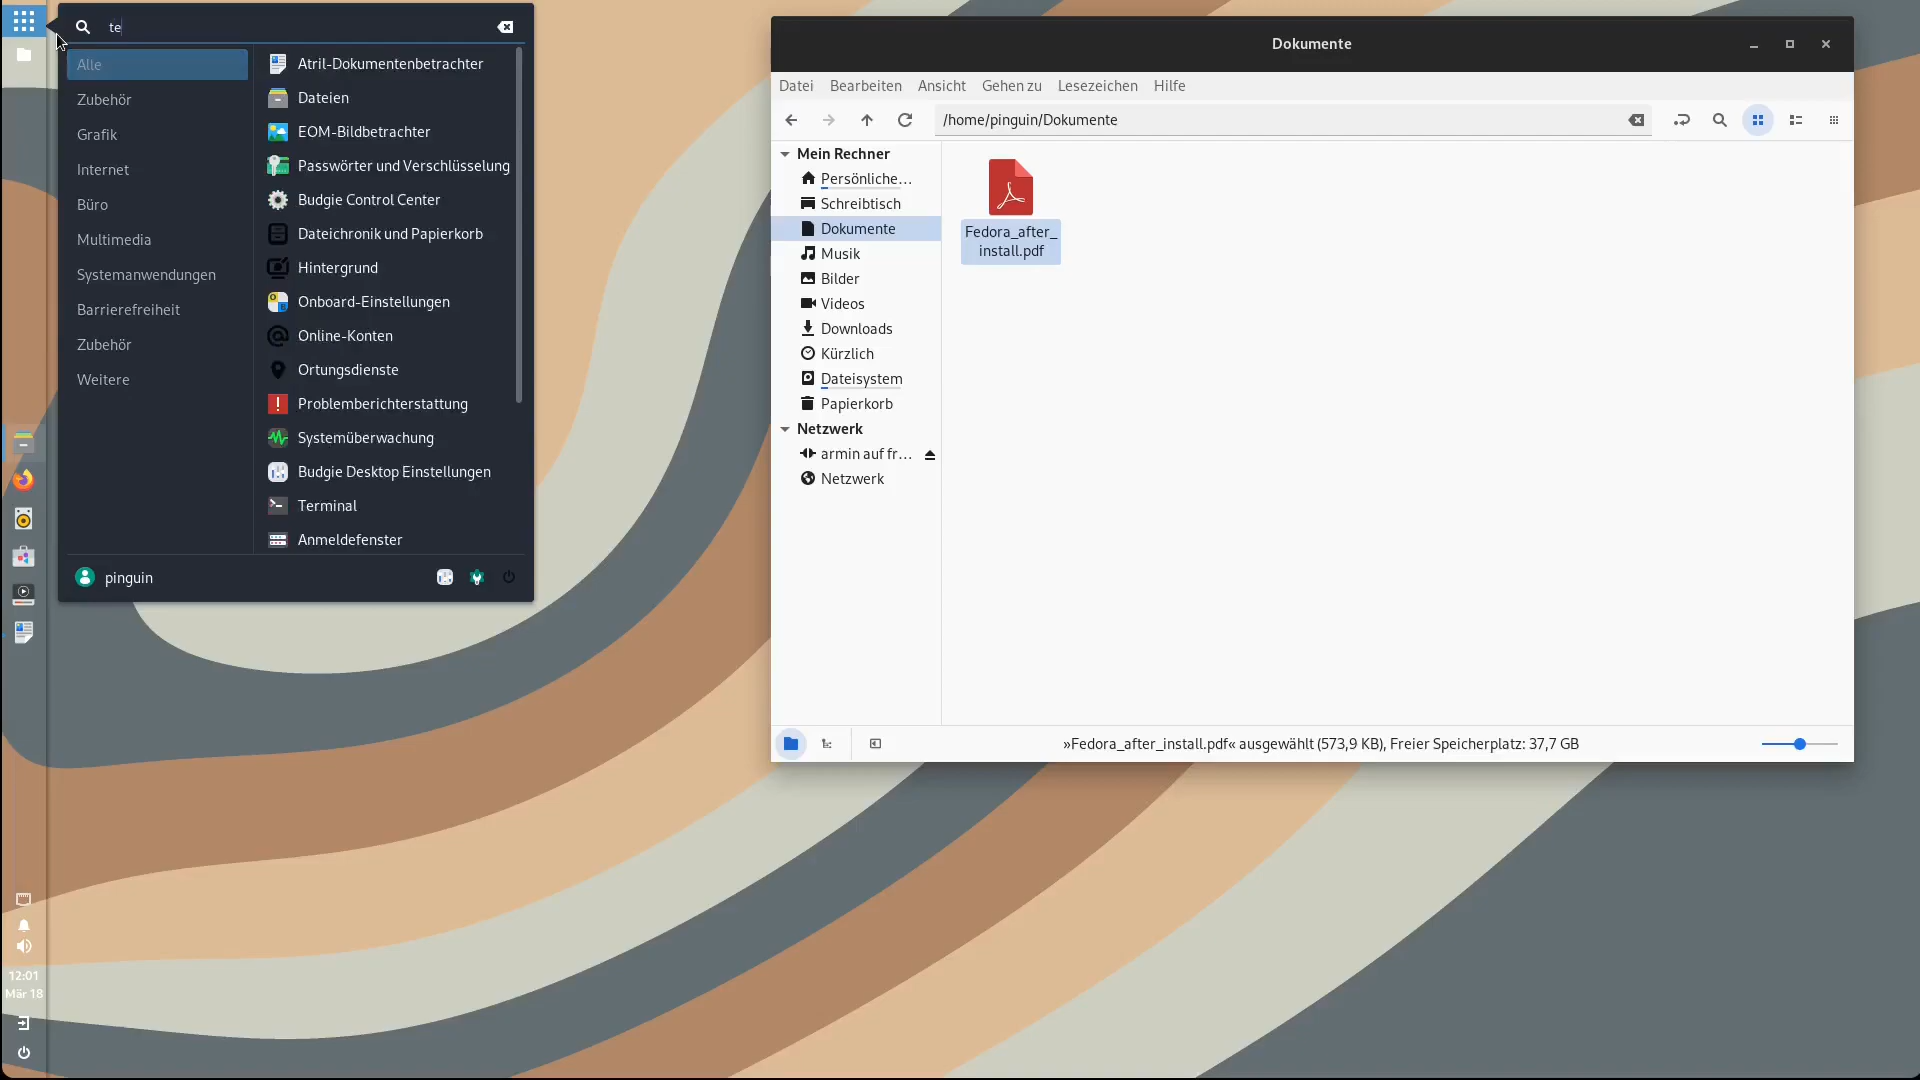 te
Alle
Zubehör
Grafik
Internet
Büro
Multimedia
Systemanwendungen
Barrierefreiheit
Zubehör
Weitere
Atril-Dokumentenbetrachter
Dateien
EOM-Bildbetrachter
Passwörter und Verschlüsselung
Budgie Control Center
Dateichronik und Papierkorb
Hintergrund
Onboard-Einstellungen
Online-Konten
Ortungsdienste
Problemberichterstattung
Systemüberwachung
Budgie Desktop Einstellungen
Terminal
Anmeldefenster
pinguin
12:01
Mär 18
Dokumente
Datei Bearbeiten Ansicht Gehen zu Lesezeichen Hilfe
/home/pinguin/Dokumente
Mein Rechner
Persönliche…
Schreibtisch
Dokumente
Musik
Bilder
Videos
Downloads
Kürzlich
Dateisystem
Papierkorb
Netzwerk
armin auf fr…
Netzwerk
Fedora_after_
install.pdf
»Fedora_after_install.pdf« ausgewählt (573,9 KB), Freier Speicherplatz: 37,7 GB